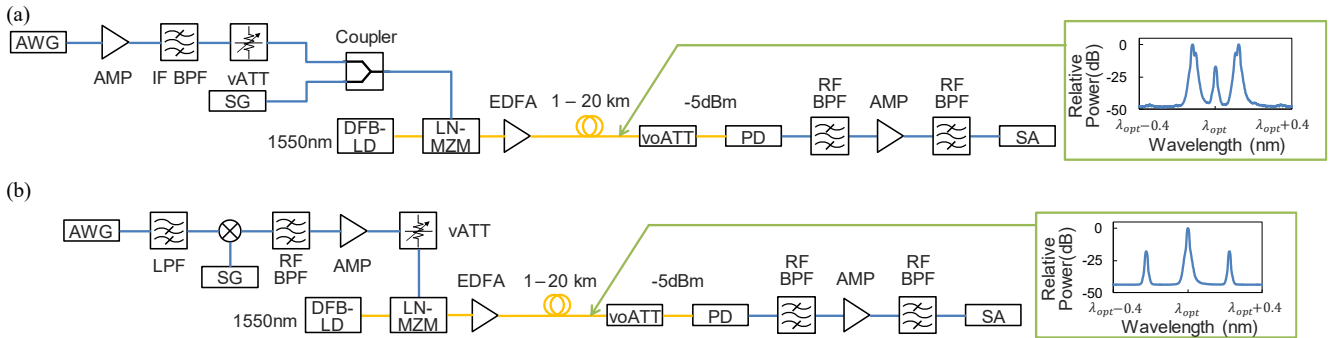 (a)
AWG
AMP
IF BPF
vATT
SG
Coupler
1550nm
DFB-
LD
LN-
MZM
EDFA
1 – 20 km
-5dBm
voATT
PD
RF
BPF
AMP
RF
BPF
SA
Relative
Power(dB)
0
-25
-50
λopt−0.4
λopt
λopt+0.4
Wavelength (nm)
(b)
AWG
LPF
SG
RF
BPF
AMP
vATT
1550nm
DFB-
LD
LN-
MZM
EDFA
1 – 20 km
-5dBm
voATT
PD
RF
BPF
AMP
RF
BPF
SA
Relative
Power(dB)
0
-25
-50
λopt−0.4
λopt
λopt+0.4
Wavelength (nm)